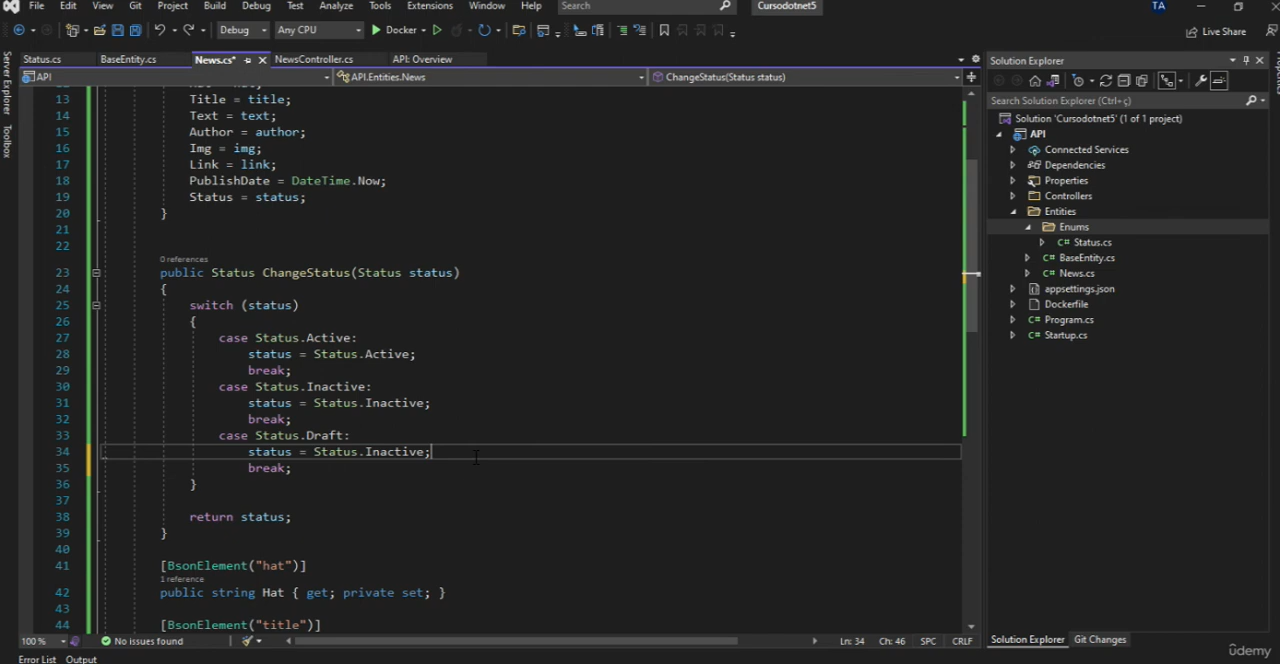 File Edit View Git Project Build Debug Test Analyze Tools Extensions Window Help Search Cursodotnet5 TA
Debug Any CPU Docker Live Share
Server Explorer
Toolbox
Status.cs BaseEntity.cs News.cs* NewsController.cs API: Overview
API API.Entities.News ChangeStatus(Status status)
13 Title = title;
14 Text = text;
15 Author = author;
16 Img = img;
17 Link = link;
18 PublishDate = DateTime.Now;
19 Status = status;
20 }
21
22
0 references
23 public Status ChangeStatus(Status status)
24 {
25 switch (status)
26 {
27 case Status.Active:
28 status = Status.Active;
29 break;
30 case Status.Inactive:
31 status = Status.Inactive;
32 break;
33 case Status.Draft:
34 status = Status.Inactive;
35 break;
36 }
37
38 return status;
39 }
40
41 [BsonElement("hat")]
1 reference
42 public string Hat { get; private set; }
43
44 [BsonElement("title")]
100 % No issues found Ln: 34 Ch: 46 SPC CRLF
Error List Output
Solution Explorer
Search Solution Explorer (Ctrl+ç)
Solution 'Cursodotnet5' (1 of 1 project)
API
Connected Services
Dependencies
Properties
Controllers
Entities
Enums
Status.cs
BaseEntity.cs
News.cs
appsettings.json
Dockerfile
Program.cs
Startup.cs
Solution Explorer Git Changes
ûdemy